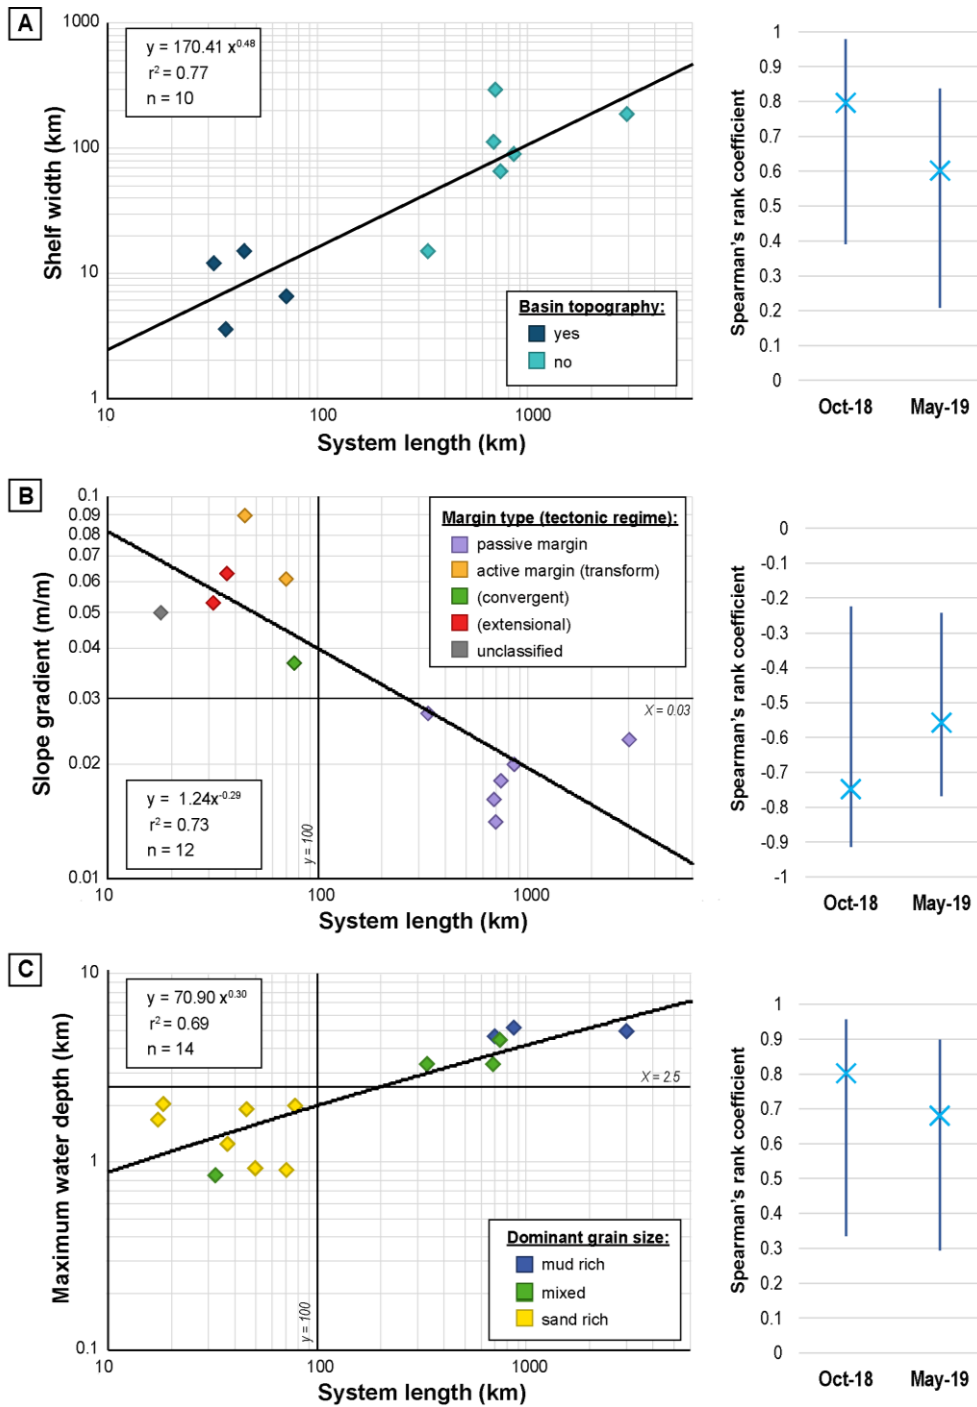 A
1000
100
10
1
Shelf width (km)
y = 170.41 x^0.48
r² = 0.77
n = 10
Basin topography:
yes
no
10
100
1000
System length (km)
1
0.9
0.8
0.7
0.6
0.5
0.4
0.3
0.2
0.1
0
Spearman's rank coefficient
Oct-18
May-19
B
0.1
0.09
0.08
0.07
0.06
0.05
0.04
0.03
0.02
0.01
Slope gradient (m/m)
Margin type (tectonic regime):
passive margin
active margin (transform)
(convergent)
(extensional)
unclassified
X = 0.03
y = 1.24x^-0.29
r² = 0.73
n = 12
y = 100
10
100
1000
System length (km)
0
-0.1
-0.2
-0.3
-0.4
-0.5
-0.6
-0.7
-0.8
-0.9
-1
Spearman's rank coefficient
Oct-18
May-19
C
10
1
0.1
Maximum water depth (km)
y = 70.90 x^0.30
r² = 0.69
n = 14
X = 2.5
y = 100
Dominant grain size:
mud rich
mixed
sand rich
10
100
1000
System length (km)
1
0.9
0.8
0.7
0.6
0.5
0.4
0.3
0.2
0.1
0
Spearman's rank coefficient
Oct-18
May-19